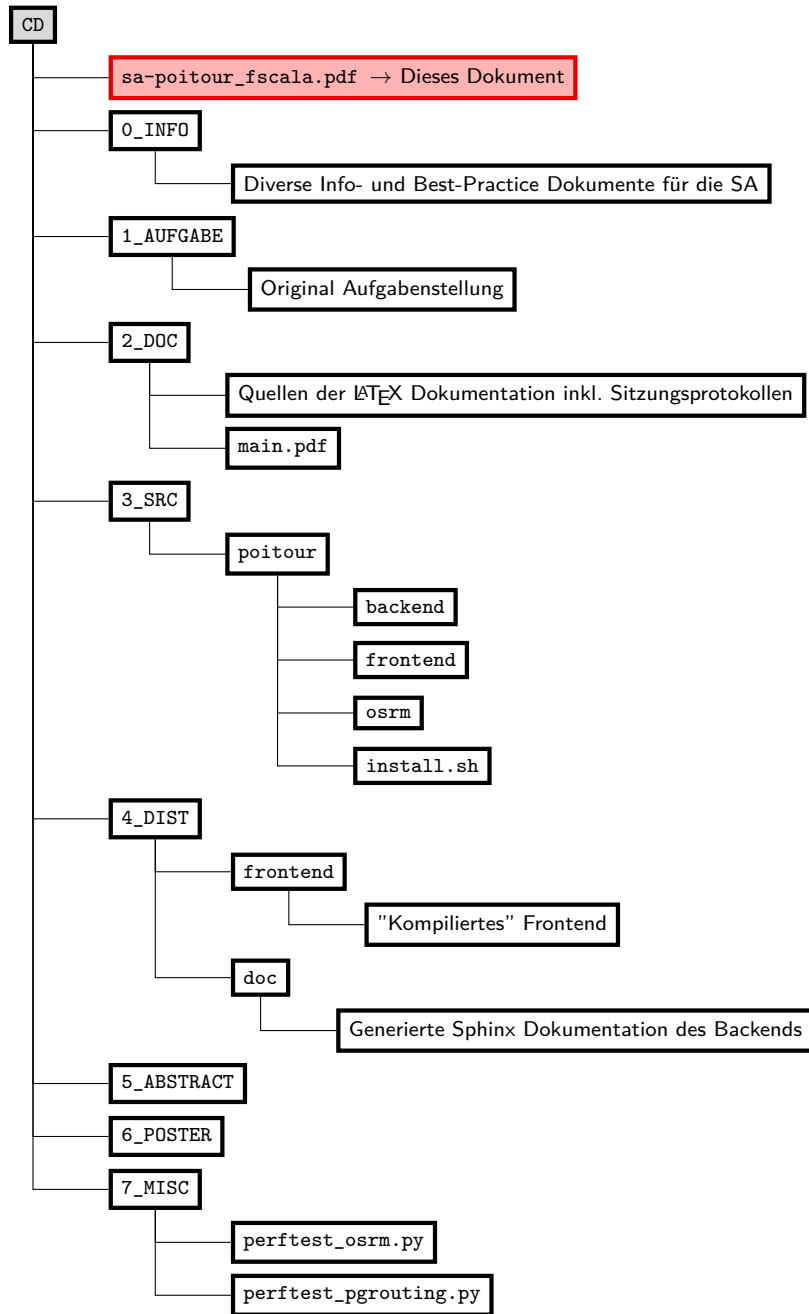 CD
sa-poitour_fscala.pdf → Dieses Dokument
0_INFO
Diverse Info- und Best-Practice Dokumente für die SA
1_AUFGABE
Original Aufgabenstellung
2_DOC
Quellen der LATEX Dokumentation inkl. Sitzungsprotokollen
main.pdf
3_SRC
poitour
backend
frontend
osrm
install.sh
4_DIST
frontend
”Kompiliertes” Frontend
doc
Generierte Sphinx Dokumentation des Backends
5_ABSTRACT
6_POSTER
7_MISC
perftest_osrm.py
perftest_pgrouting.py